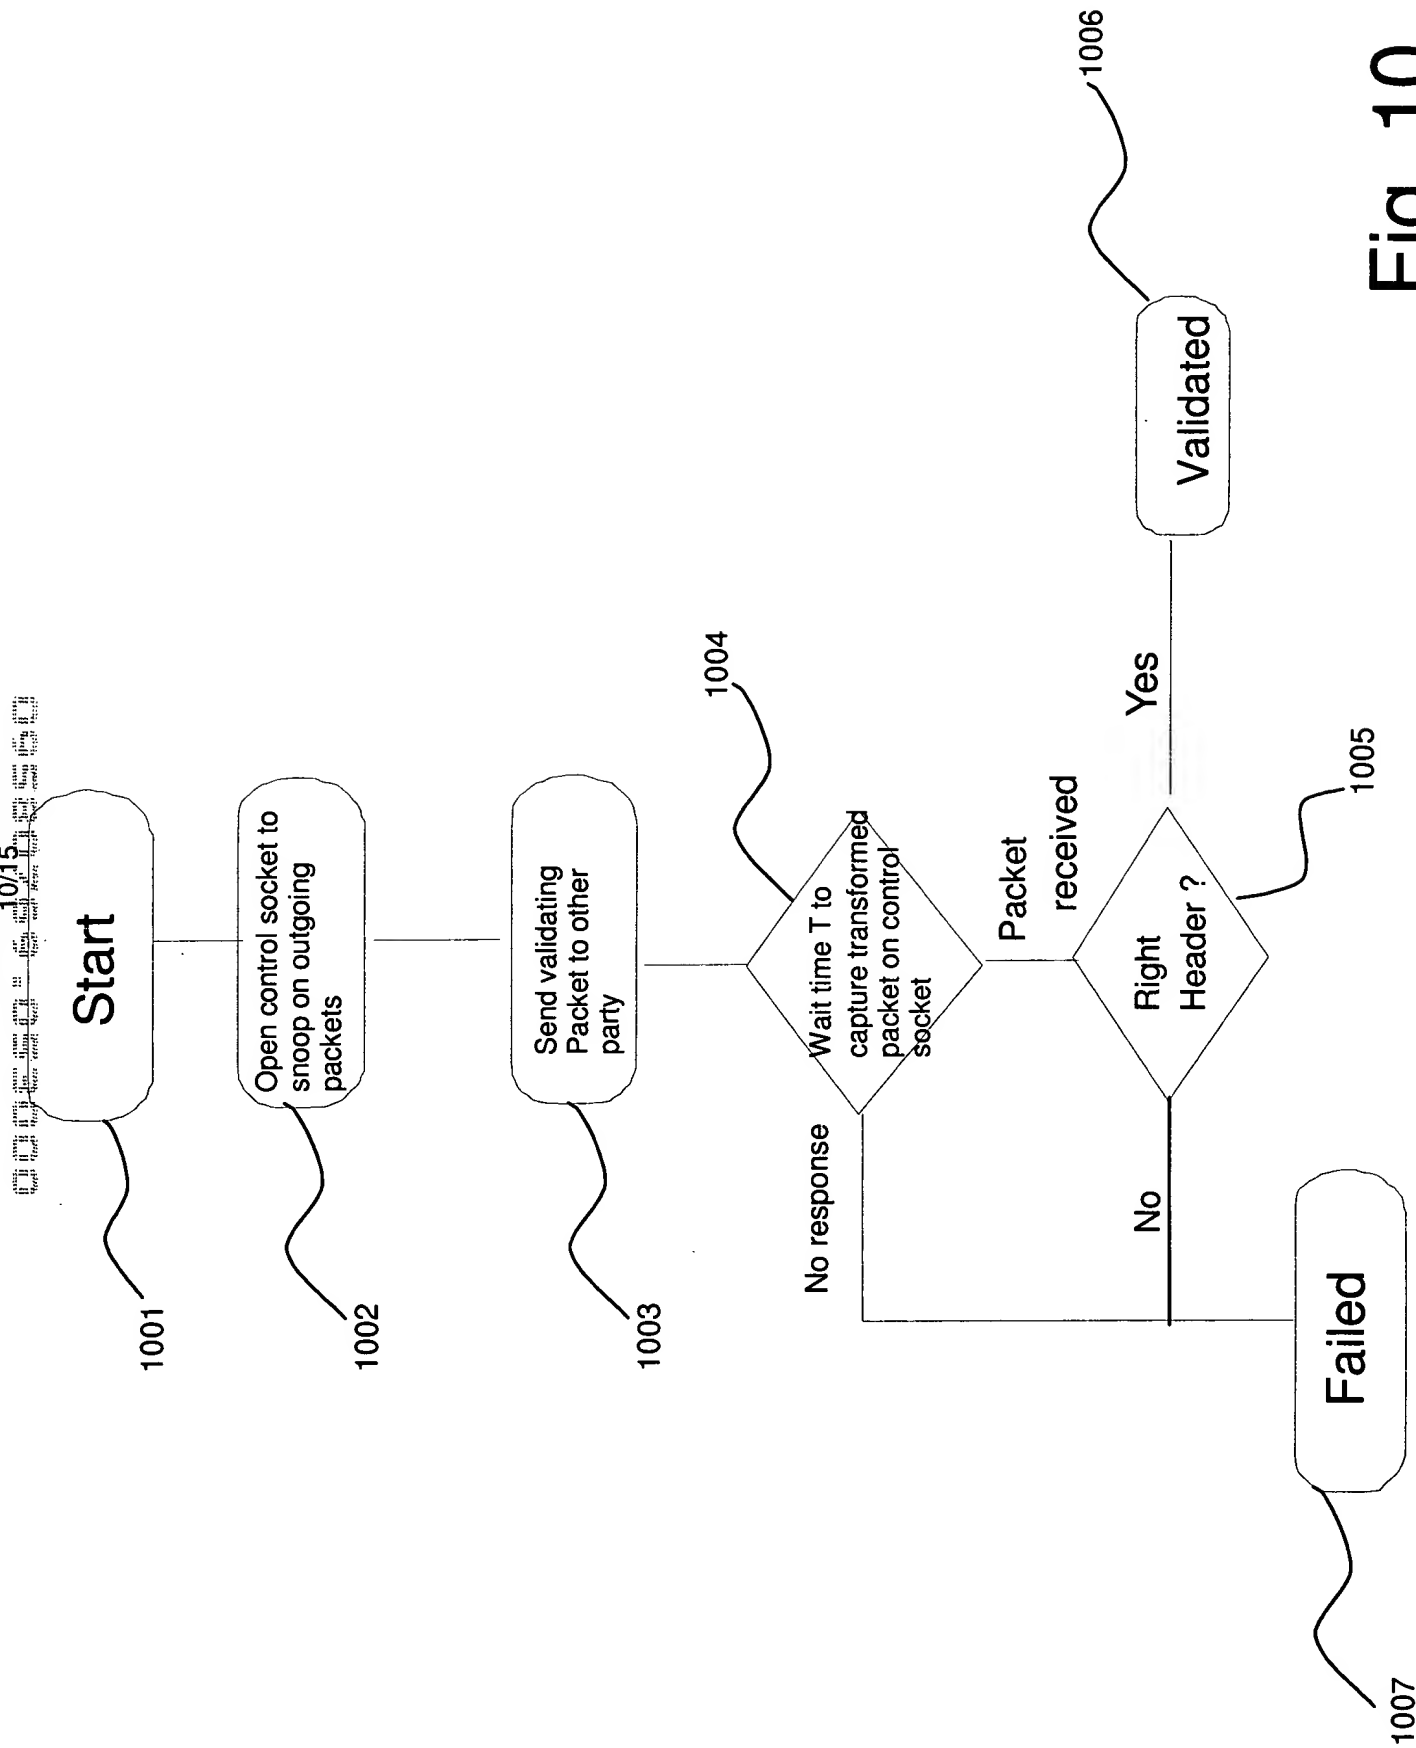 10/15
Start
1001
Open control socket to
snoop on outgoing
packets
1002
Send validating
Packet to other
party
1003
Wait time T to
capture transformed
packet on control
socket
1004
No response
Packet
received
Right
Header ?
1005
Yes
Validated
1006
No
Failed
1007
Fig. 10